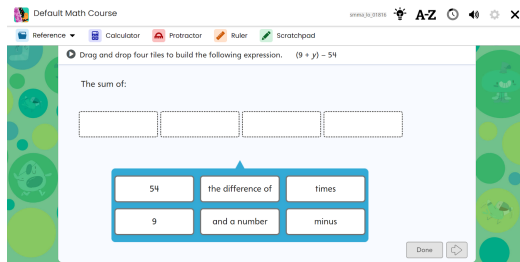 Default Math Course
emma_lo_01816
A-Z
Reference
Calculator
Protractor
Ruler
Scratchpad
Drag and drop four tiles to build the following expression. (9 + y) − 54
The sum of:
54
the difference of
times
9
and a number
minus
Done